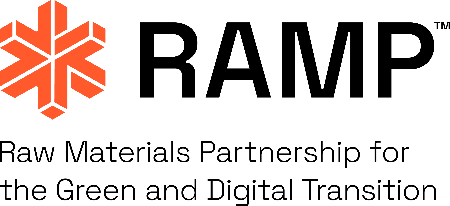 RAMP™
Raw Materials Partnership for
the Green and Digital Transition